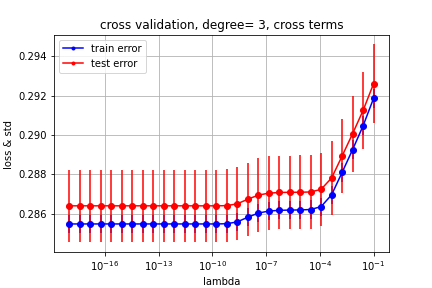 cross validation, degree= 3, cross terms
train error
test error
0.294
0.292
0.290
0.288
0.286
loss & std
10⁻¹⁶ 10⁻¹³ 10⁻¹⁰ 10⁻⁷ 10⁻⁴ 10⁻¹
lambda